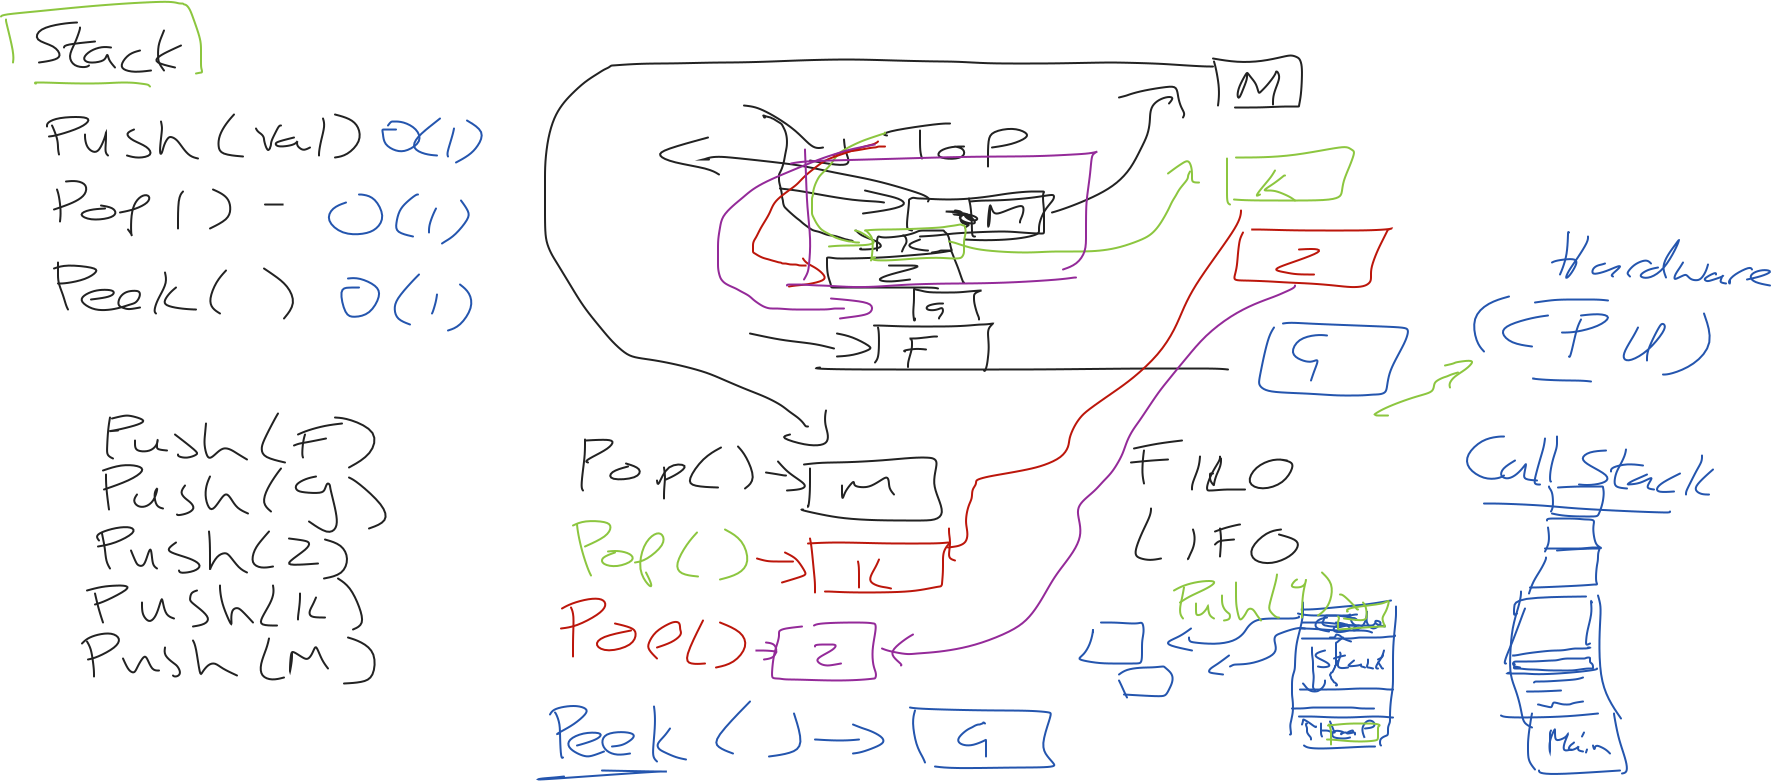 Stack
Push(val) O(1)
Pop() - O(1)
Peek() O(1)
Push(F)
Push(G)
Push(Z)
Push(K)
Push(M)
Top
M
K
Z
G
F
M
K
Z
G
Pop() → M
Pop() → K
Pop() → Z
Peek() → G
FILO
LIFO
Push(9)
Stack
Heap
Hardware
(CPU)
Call Stack
Main